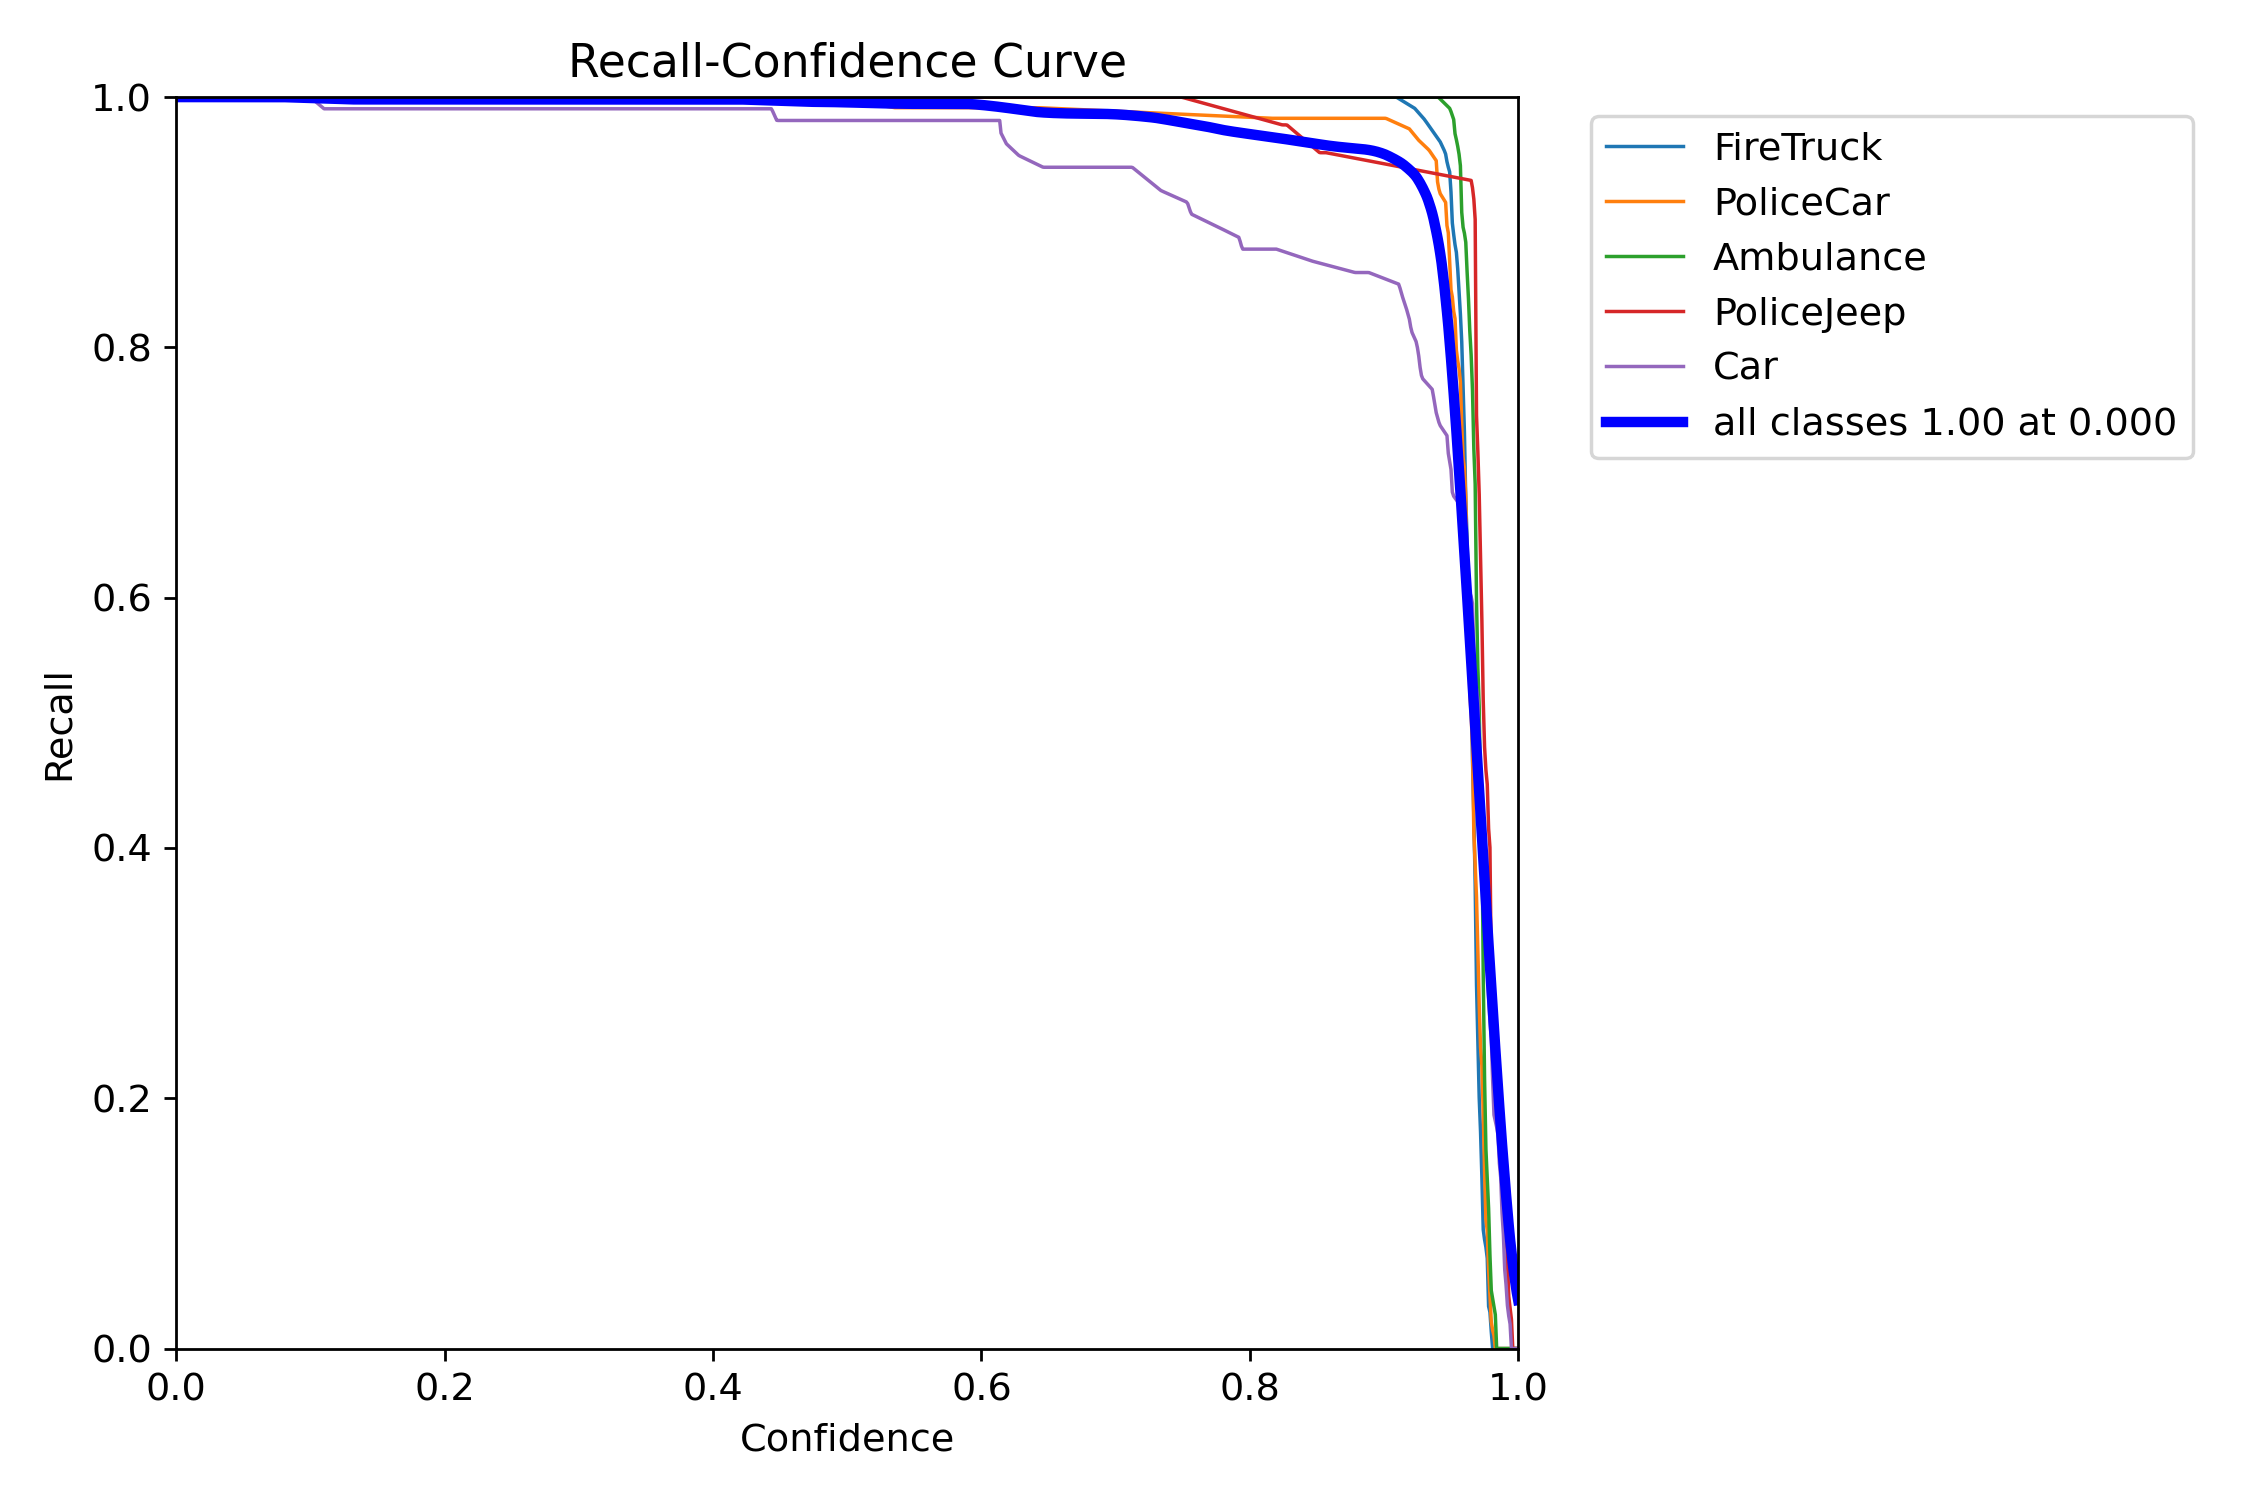 Recall-Confidence Curve
1.0
0.8
0.6
0.4
0.2
0.0
Recall
0.0 0.2 0.4 0.6 0.8 1.0
Confidence
FireTruck
PoliceCar
Ambulance
PoliceJeep
Car
all classes 1.00 at 0.000